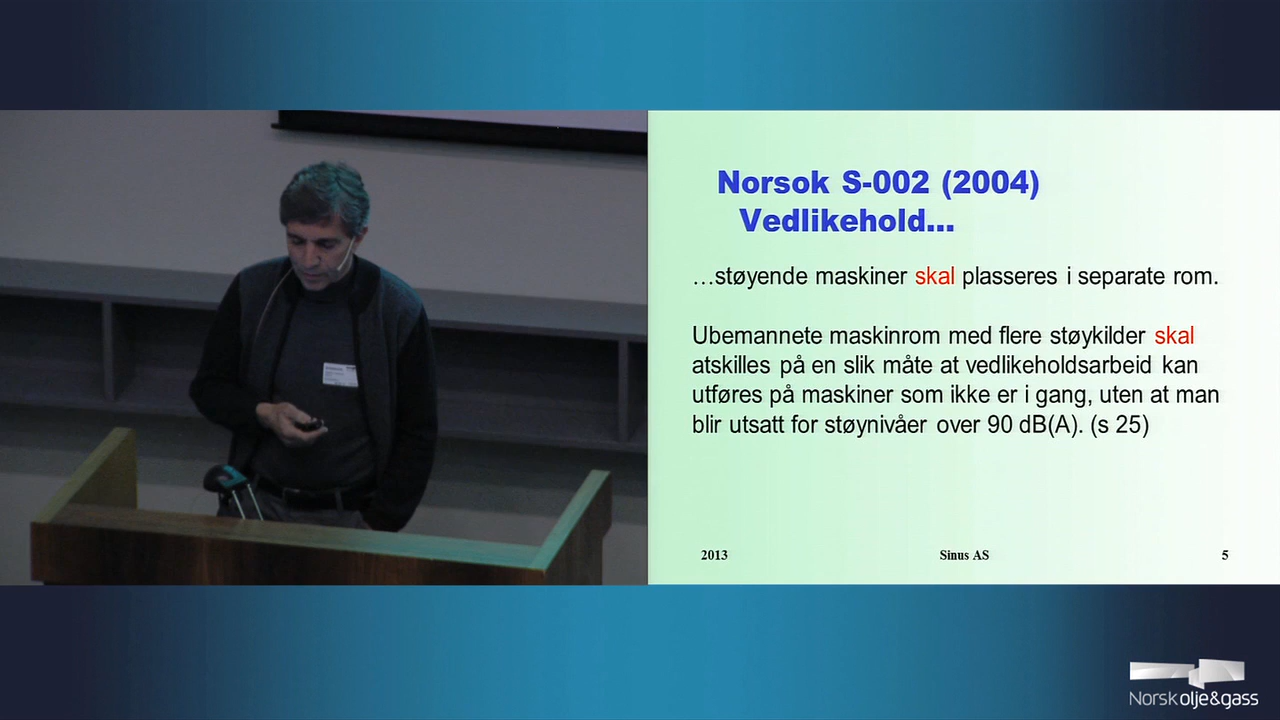 Norsok S-002 (2004)
Vedlikehold...
...støyende maskiner skal plasseres i separate rom.
Ubemannete maskinrom med flere støykilder skal
atskilles på en slik måte at vedlikeholdsarbeid kan
utføres på maskiner som ikke er i gang, uten at man
blir utsatt for støynivåer over 90 dB(A). (s 25)
2013
Sinus AS
5
Norskolje&gass